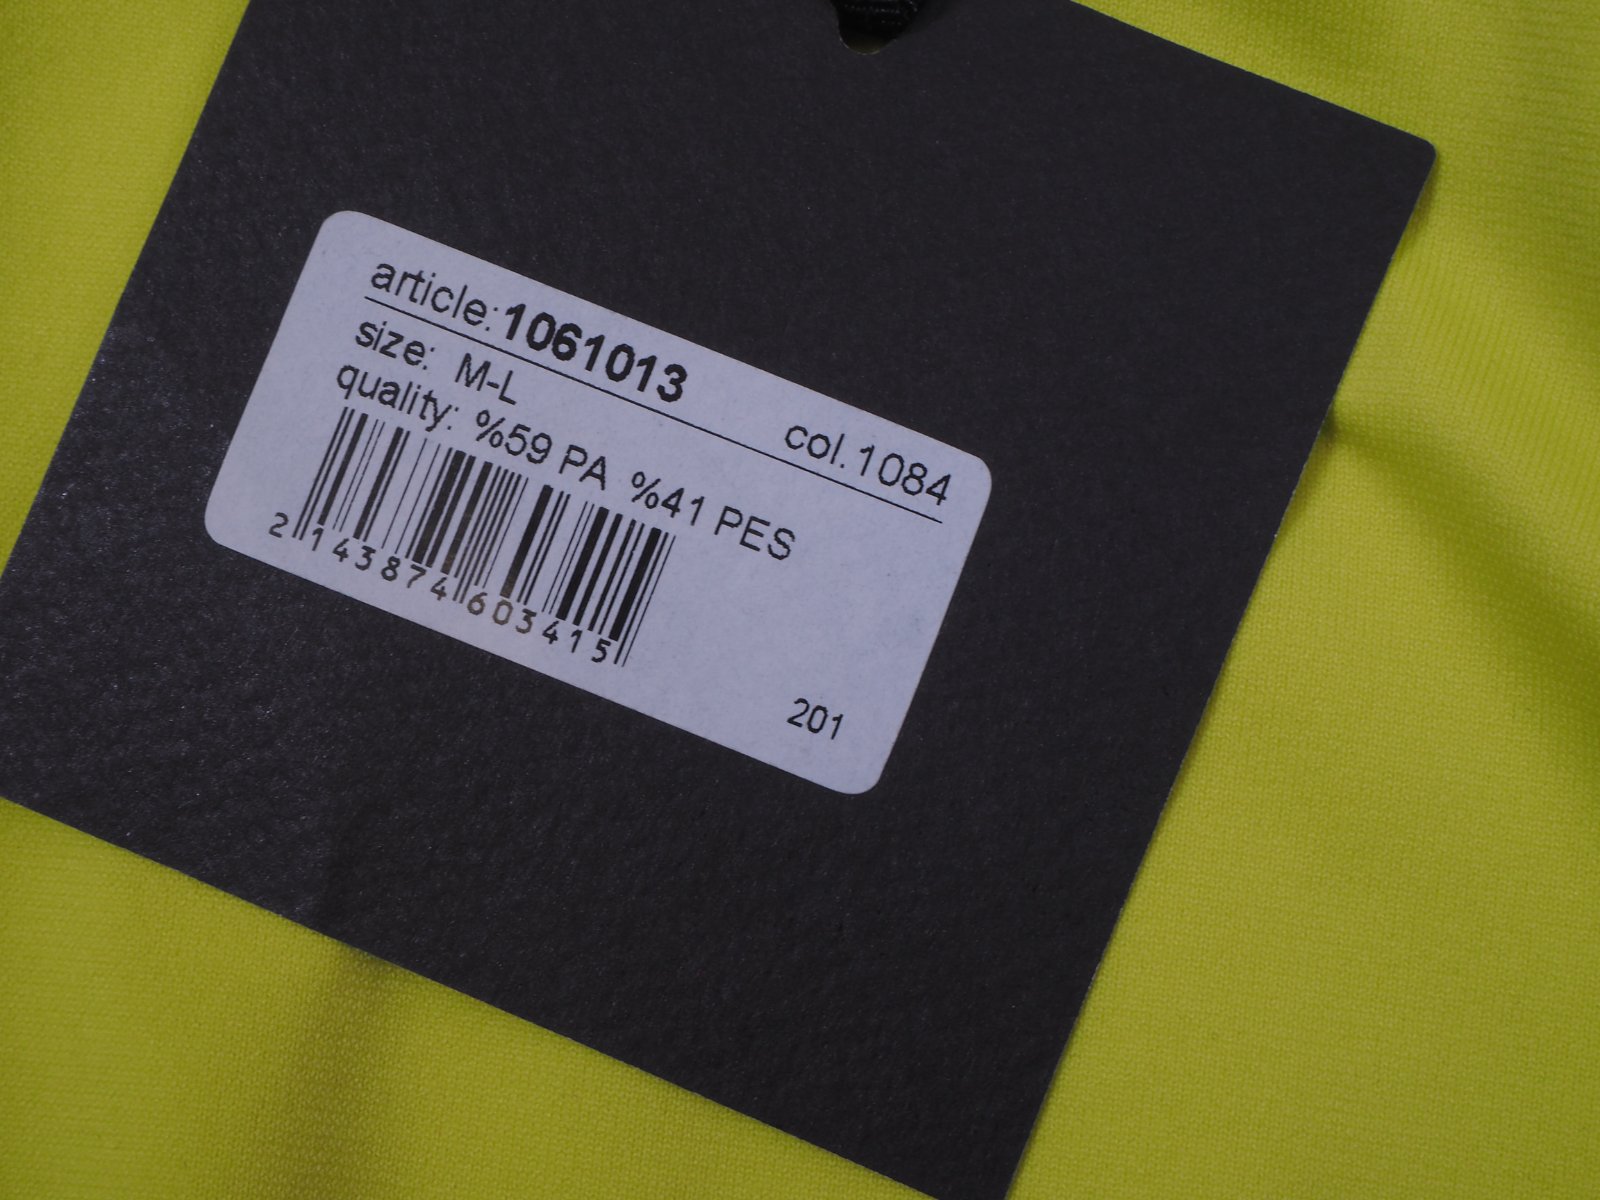 article: 1061013 col. 1084
size: M-L
quality: %59 PA %41 PES
2 143874 603415
201